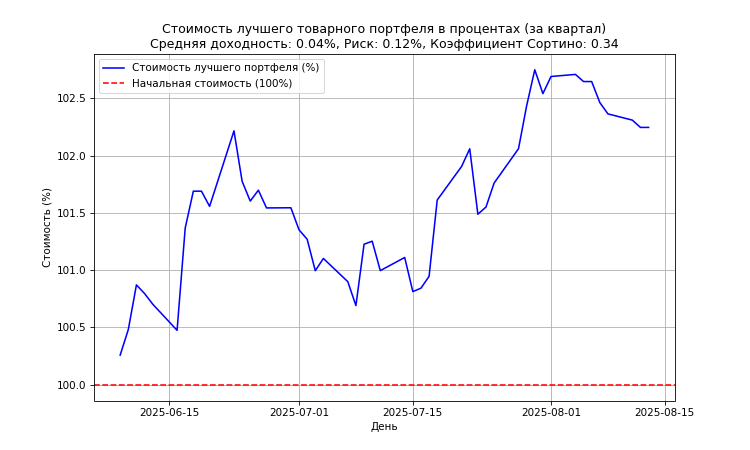 Стоимость лучшего товарного портфеля в процентах (за квартал)
Средняя доходность: 0.04%, Риск: 0.12%, Коэффициент Сортино: 0.34
Стоимость лучшего портфеля (%)
Начальная стоимость (100%)
Стоимость (%)
102.5
102.0
101.5
101.0
100.5
100.0
2025-06-15
2025-07-01
2025-07-15
2025-08-01
2025-08-15
День